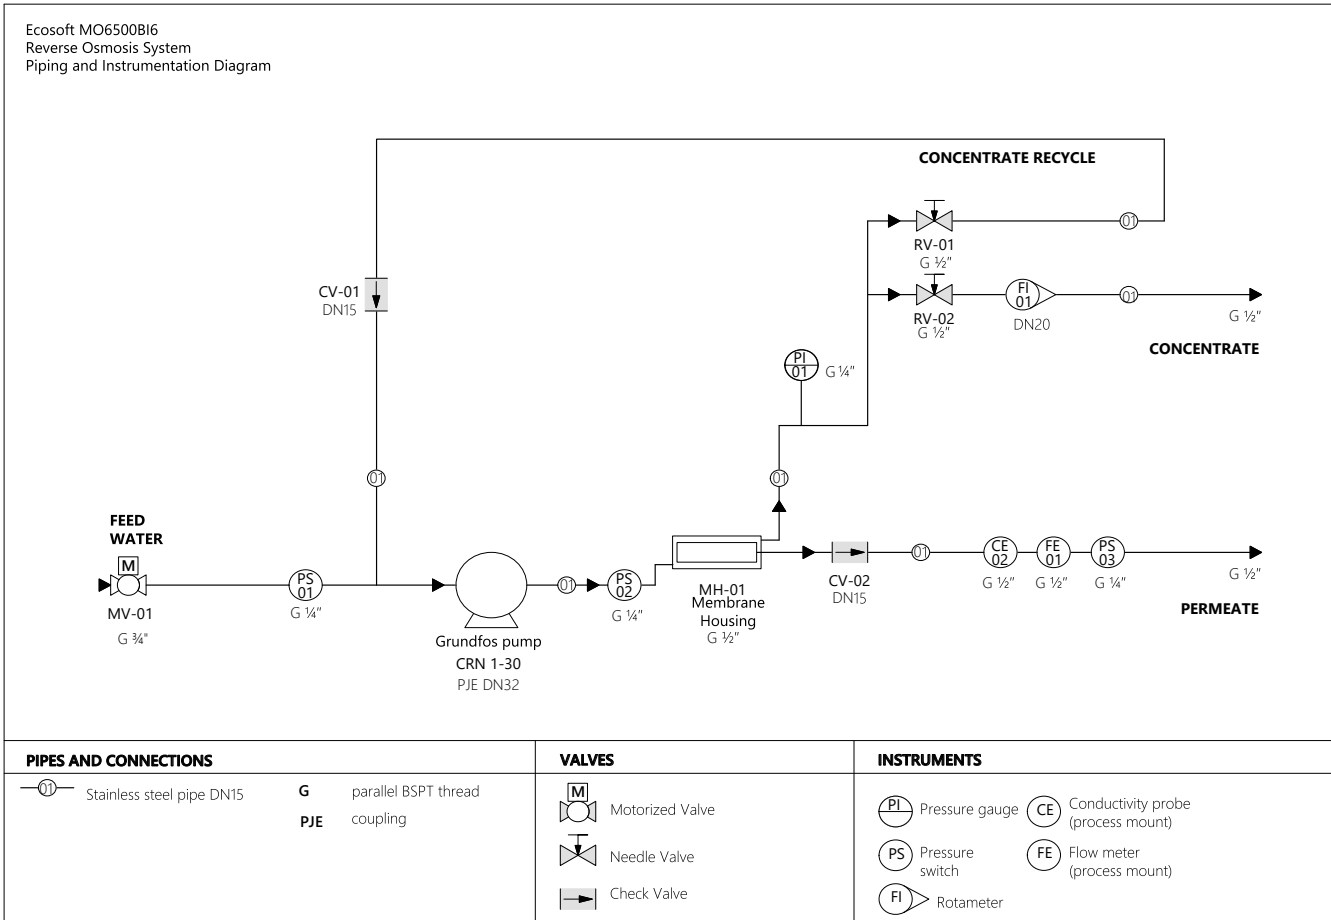 Ecosoft MO6500BI6
Reverse Osmosis System
Piping and Instrumentation Diagram
CONCENTRATE RECYCLE
01
RV-01
G ½"
CV-01
DN15
FI
01
01
RV-02
G ½"
DN20
G ½"
CONCENTRATE
PI
01
G ¼"
01
01
FEED
WATER
M
MV-01
G ¾"
PS
01
G ¼"
Grundfos pump
CRN 1-30
PJE DN32
01
PS
02
G ¼"
MH-01
Membrane
Housing
G ½"
CV-02
DN15
01
CE
02
G ½"
FE
01
G ½"
PS
03
G ¼"
G ½"
PERMEATE
PIPES AND CONNECTIONS
01 Stainless steel pipe DN15
G parallel BSPT thread
PJE coupling
VALVES
M
Motorized Valve
Needle Valve
Check Valve
INSTRUMENTS
PI Pressure gauge
CE Conductivity probe
(process mount)
PS Pressure
switch
FE Flow meter
(process mount)
FI Rotameter